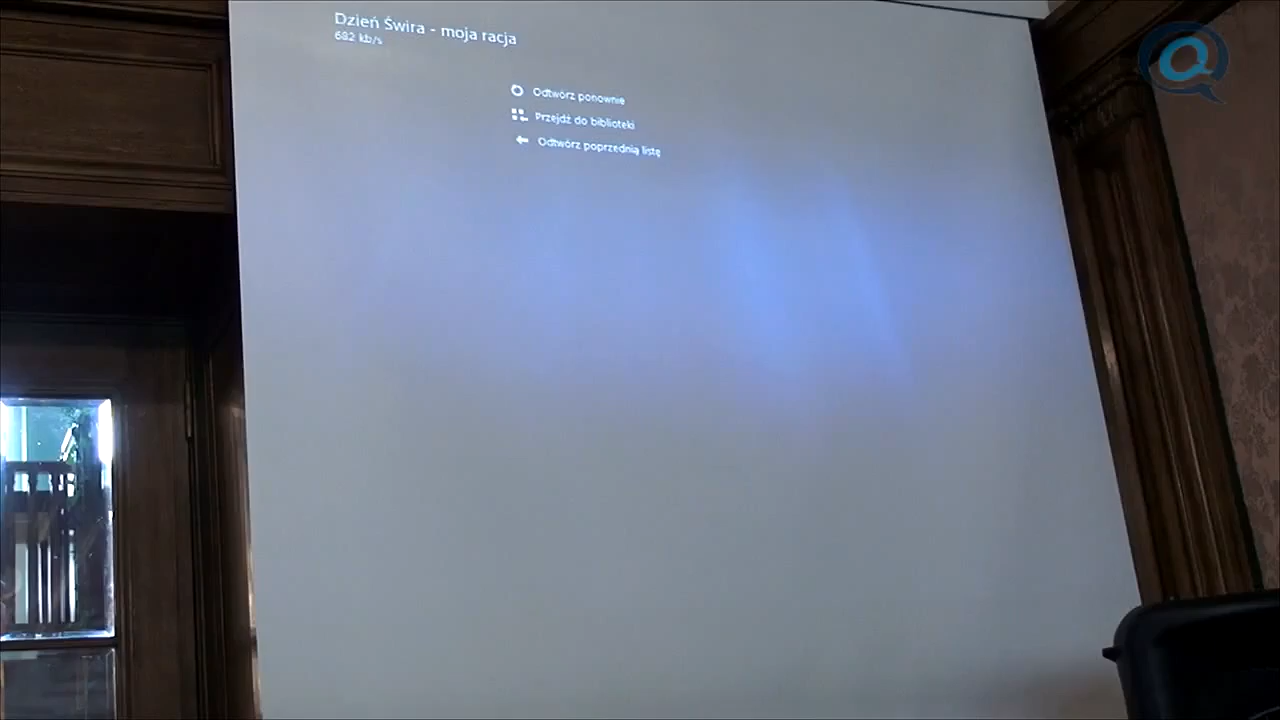 Dzień Świra - moja racja
682 kb/s
Odtwórz ponownie
Przejdź do biblioteki
Odtwórz poprzednią listę